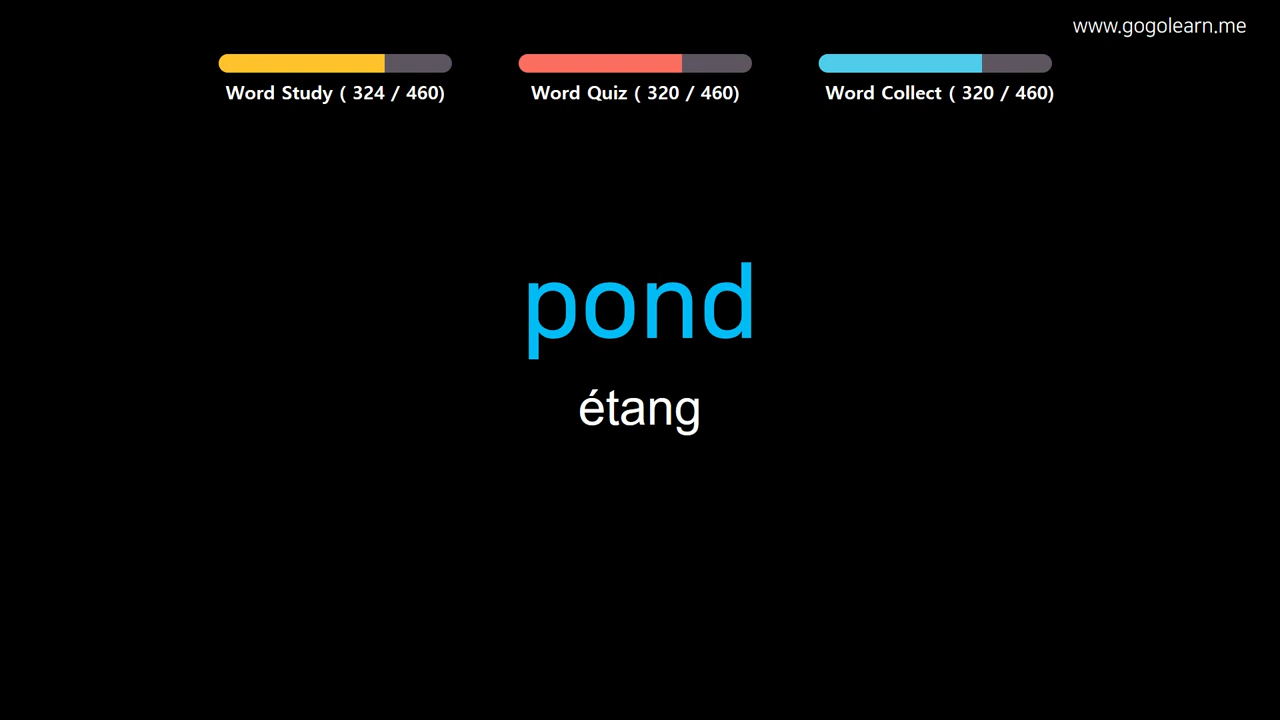 www.gogolearn.me
Word Study ( 324 / 460)
Word Quiz ( 320 / 460)
Word Collect ( 320 / 460)
pond
étang